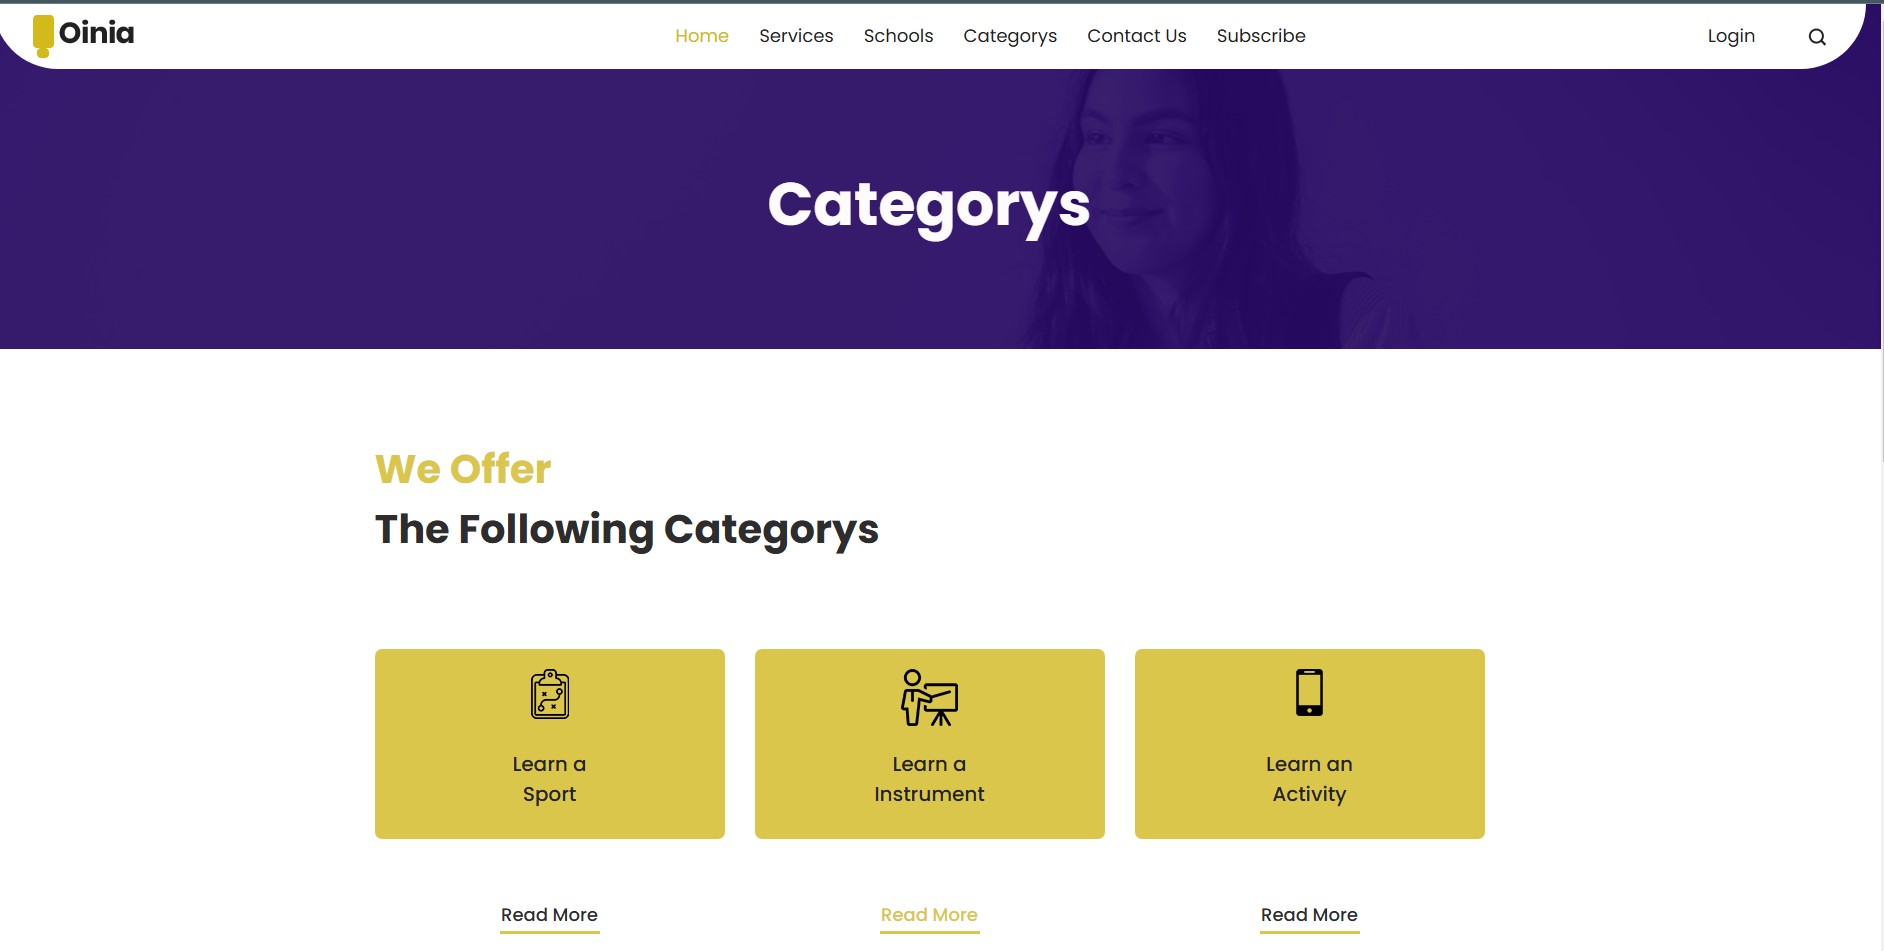 Oinia
Home Services Schools Categorys Contact Us Subscribe
Login
Categorys
We Offer
The Following Categorys
Learn a
Sport
Learn a
Instrument
Learn an
Activity
Read More
Read More
Read More